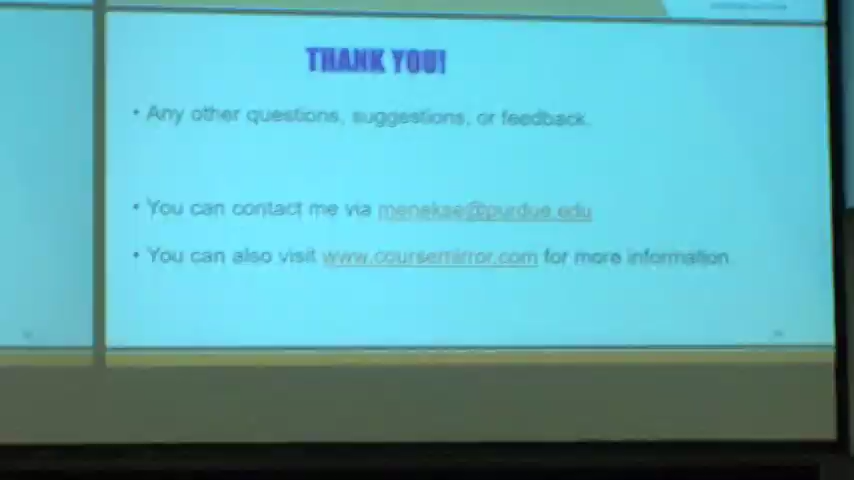 THANK YOU!
• Any other questions, suggestions, or feedback.
• You can contact me via menekse@purdue.edu
• You can also visit www.coursemirror.com for more information